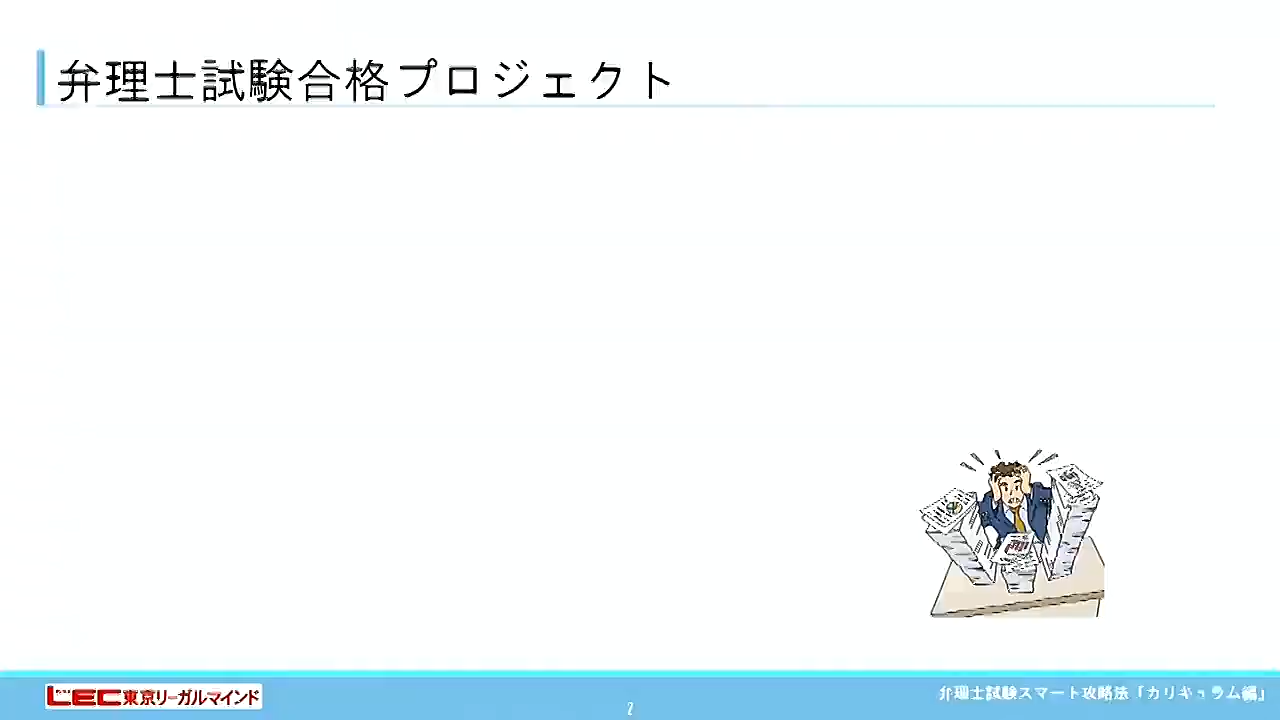 弁理士試験合格プロジェクト
LEC東京リーガルマインド
2
弁理士試験スマート攻略法「カリキュラム編」